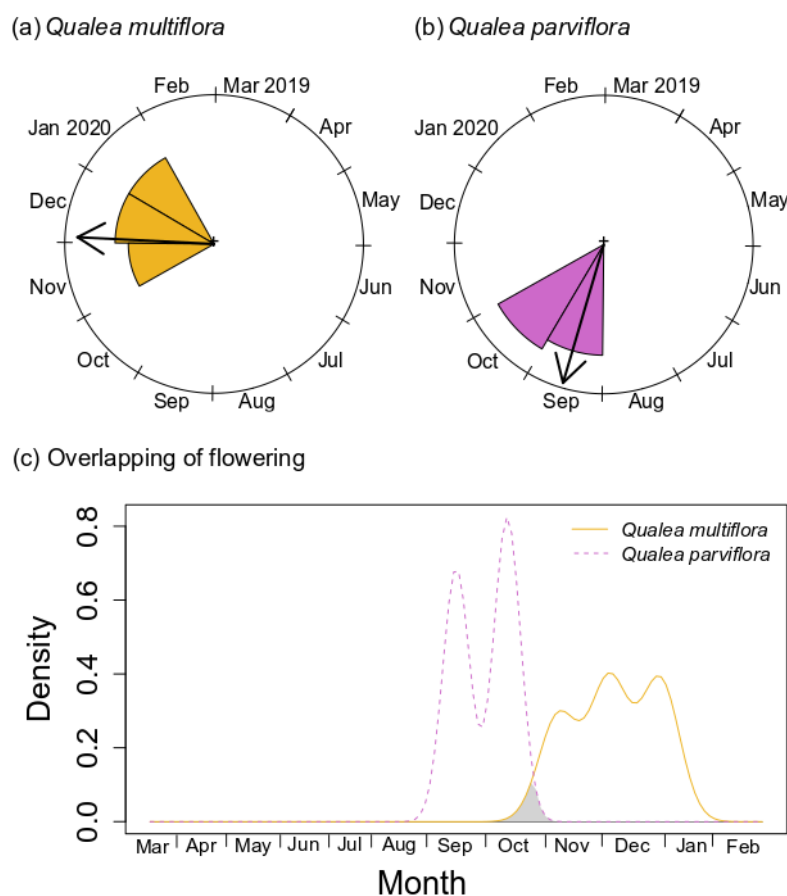 (a) Qualea multiflora
(b) Qualea parviflora
Feb Mar 2019
Jan 2020 Apr
Dec May
Nov Jun
Oct Jul
Sep Aug
Feb Mar 2019
Jan 2020 Apr
Dec May
Nov Jun
Oct Jul
Sep Aug
(c) Overlapping of flowering
Qualea multiflora
Qualea parviflora
Density
0.8
0.6
0.4
0.2
0.0
Mar Apr May Jun Jul Aug Sep Oct Nov Dec Jan Feb
Month